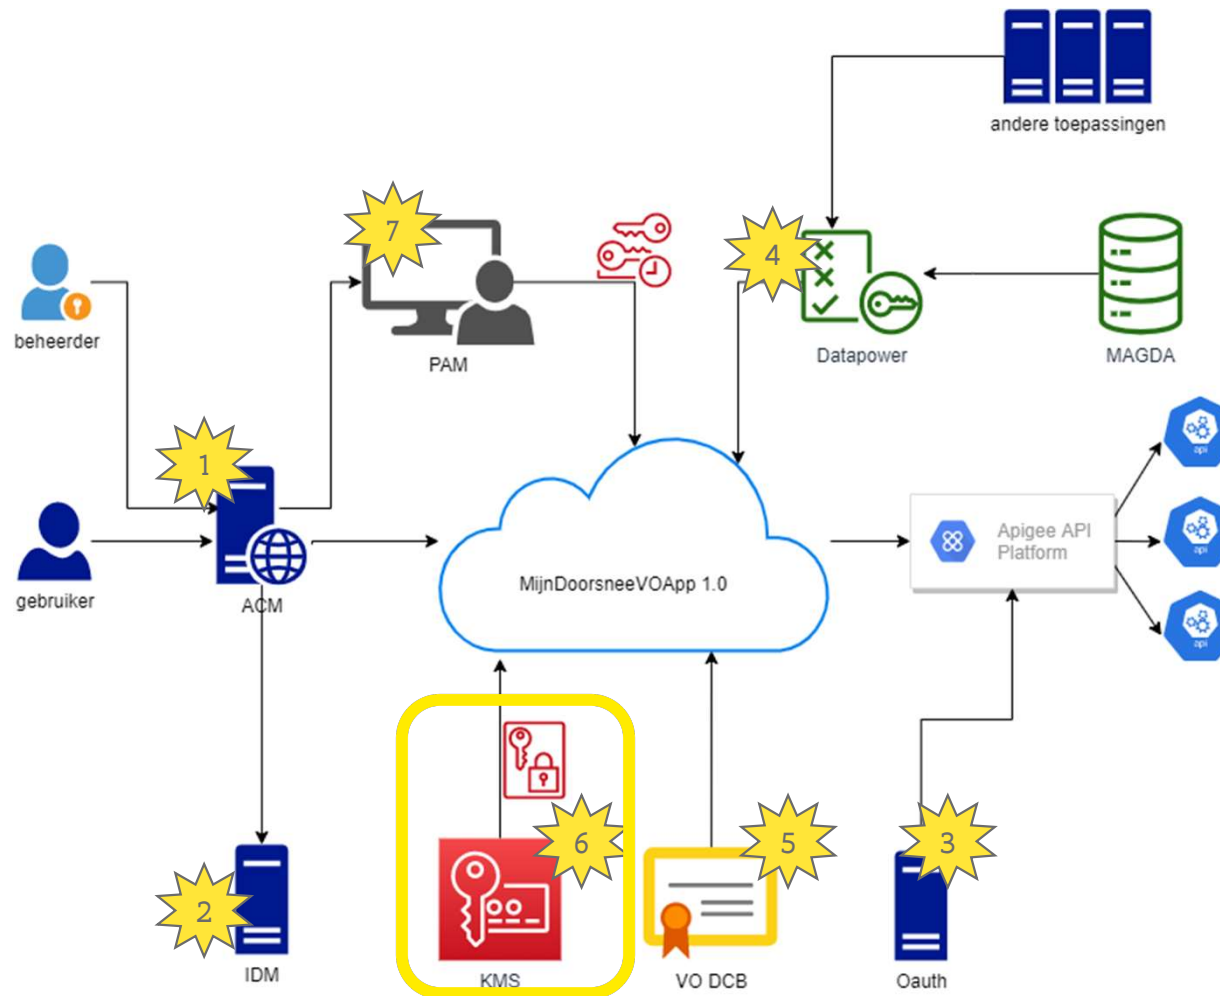 andere toepassingen
7
4
beheerder
PAM
Datapower
MAGDA
1
api
Apigee API
Platform
api
gebruiker
ACM
MijnDoorsneeVOApp 1.0
api
6
5
3
2
IDM
KMS
VO DCB
Oauth